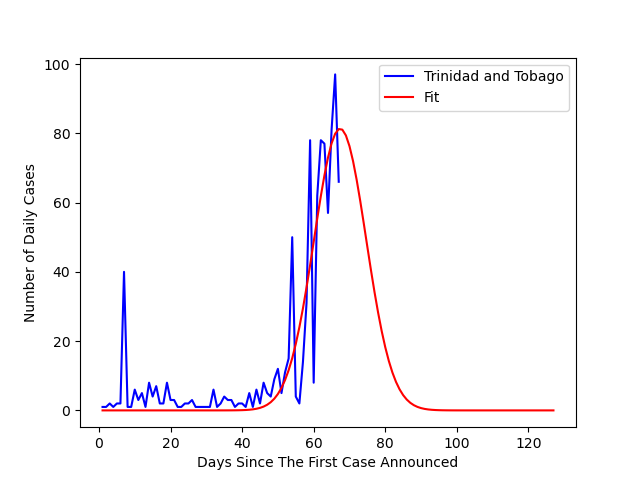 Trinidad and Tobago
Fit
100
80
60
40
20
0
Number of Daily Cases
0 20 40 60 80 100 120
Days Since The First Case Announced